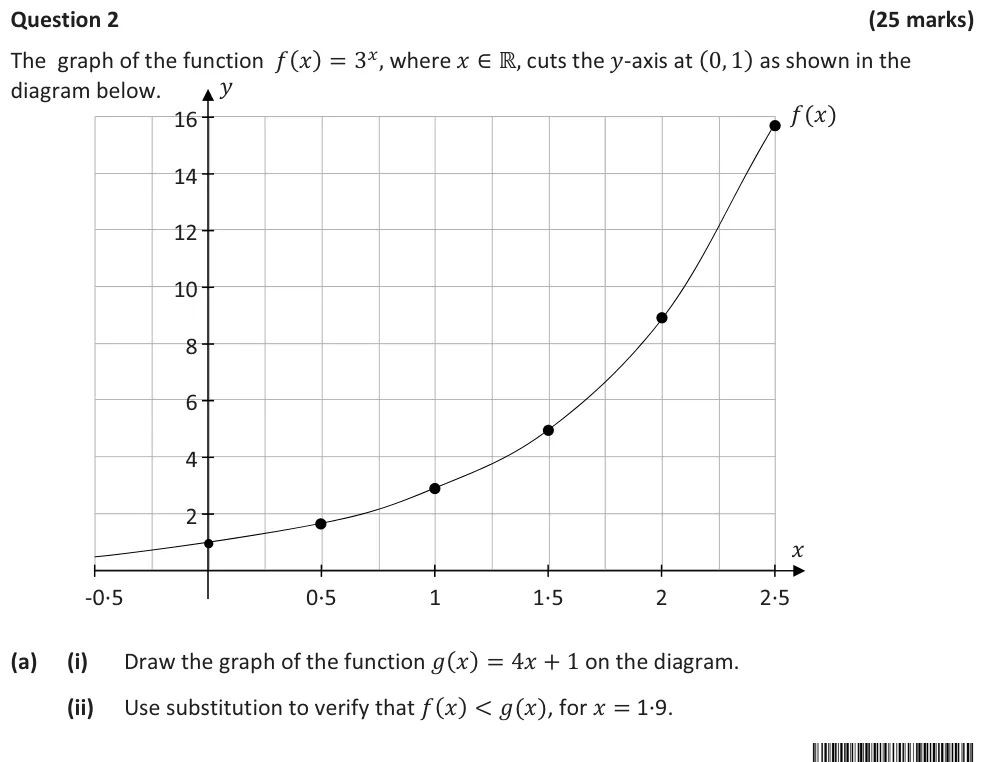 Question 2 (25 marks)
The graph of the function f(x) = 3ˣ, where x ∈ ℝ, cuts the y-axis at (0, 1) as shown in the
diagram below.
y
f(x)
16
14
12
10
8
6
4
2
x
-0·5 0·5 1 1·5 2 2·5
(a) (i) Draw the graph of the function g(x) = 4x + 1 on the diagram.
(ii) Use substitution to verify that f(x) < g(x), for x = 1·9.